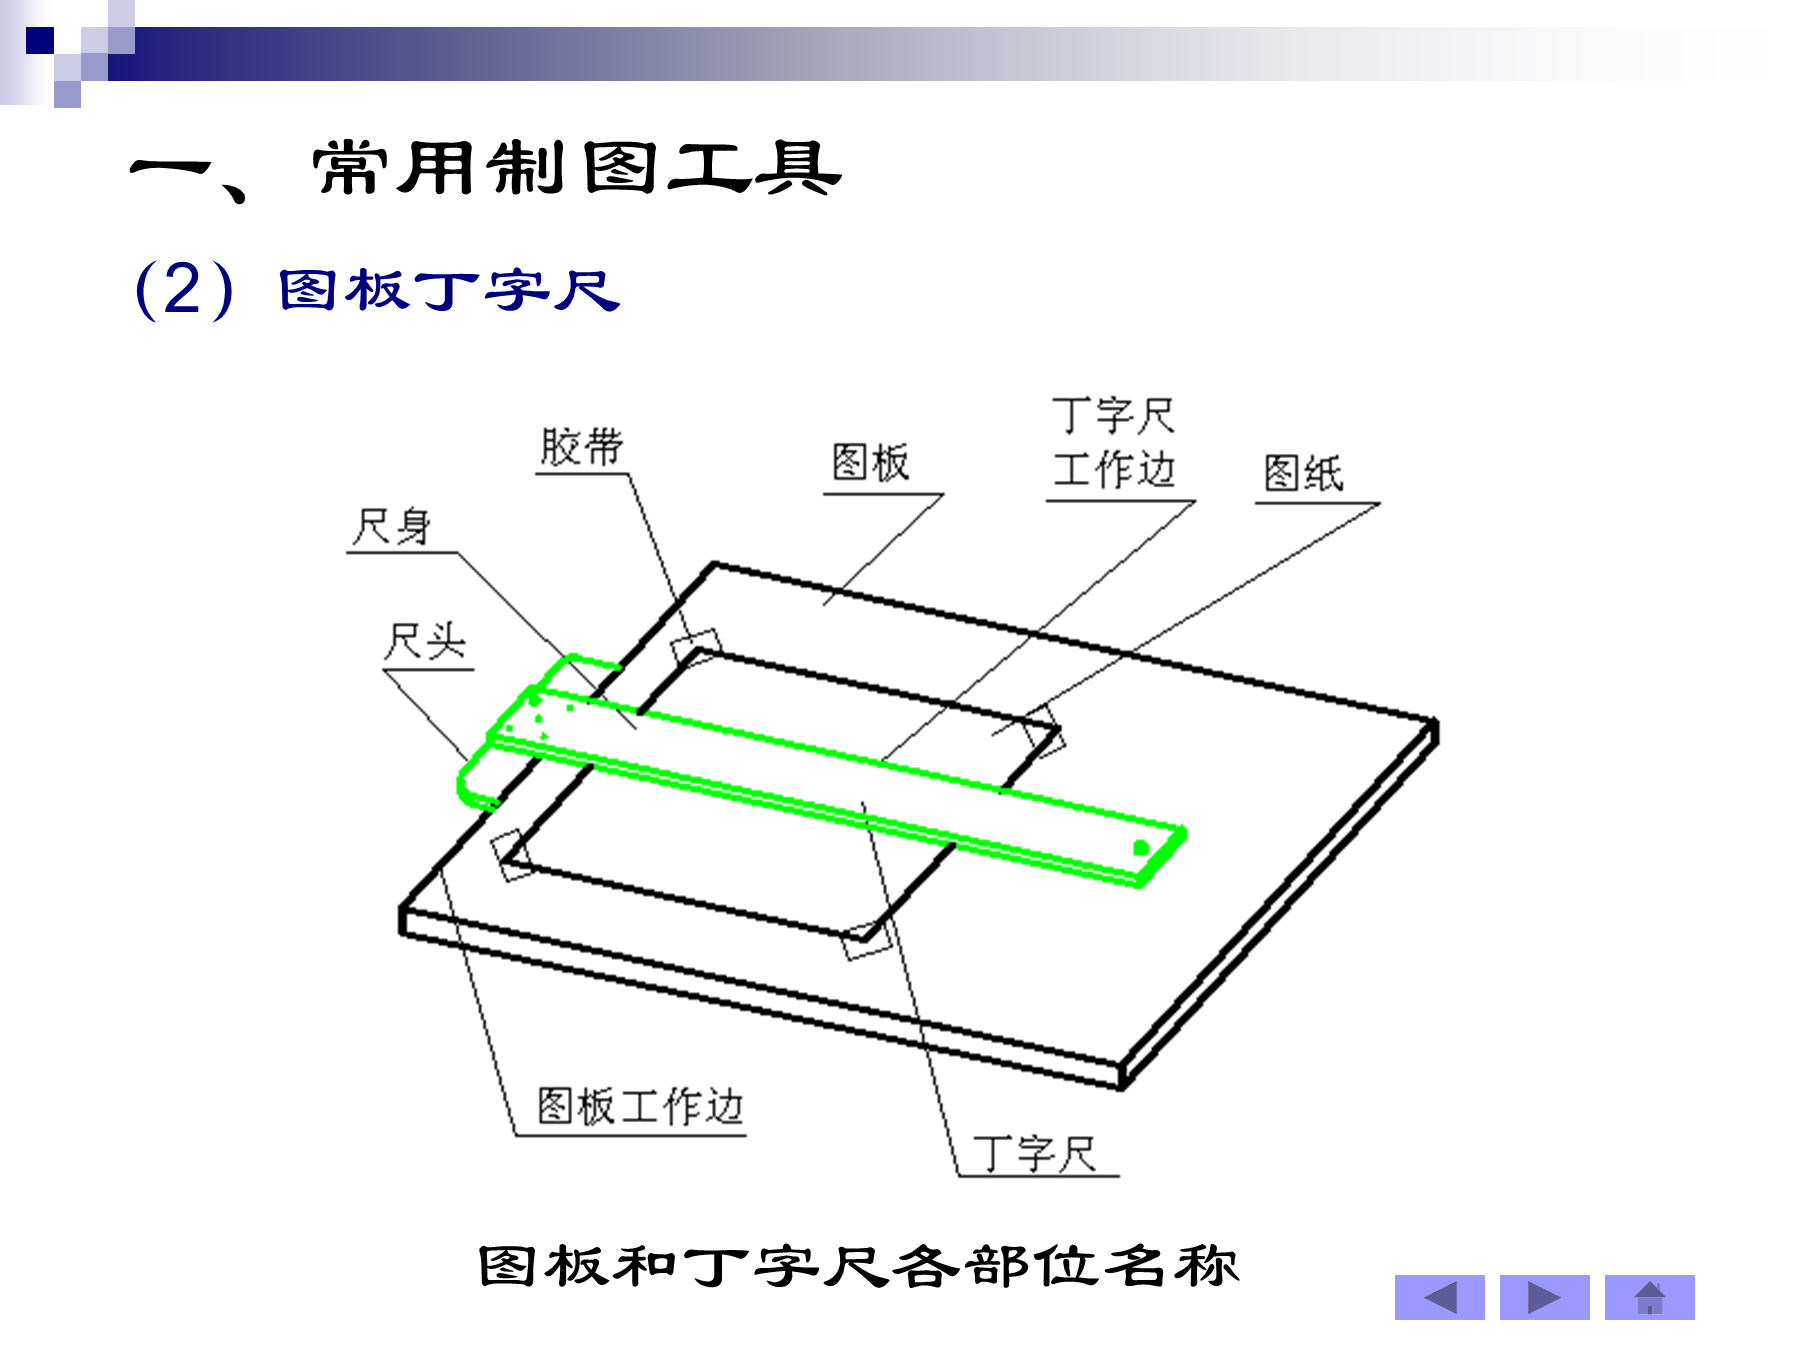 一、常用制图工具
（2）图板丁字尺
丁字尺
工作边
胶带
图板
图纸
尺身
尺头
图板工作边
丁字尺
图板和丁字尺各部位名称